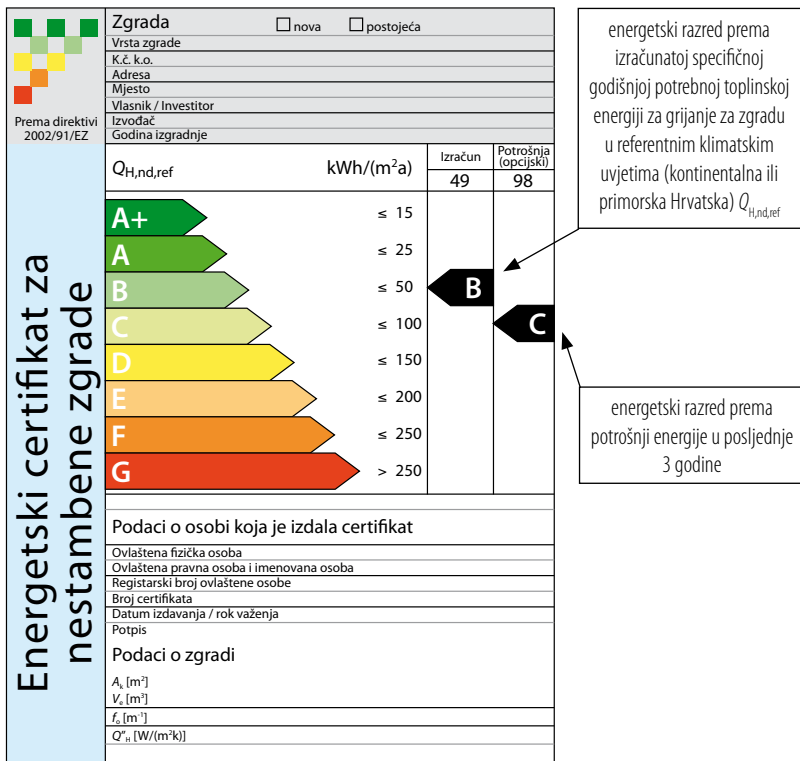 Prema direktivi
2002/91/EZ
Energetski certifikat za
nestambene zgrade
Zgrada nova postojeća
Vrsta zgrade
K.č. k.o.
Adresa
Mjesto
Vlasnik / Investitor
Izvođač
Godina izgradnje
Q H,nd,ref kWh/(m²a)
Izračun
Potrošnja
(opcijski)
49 98
A+ ≤ 15
A ≤ 25
B ≤ 50 B
C ≤ 100 C
D ≤ 150
E ≤ 200
F ≤ 250
G > 250
Podaci o osobi koja je izdala certifikat
Ovlaštena fizička osoba
Ovlaštena pravna osoba i imenovana osoba
Registarski broj ovlaštene osobe
Broj certifikata
Datum izdavanja / rok važenja
Potpis
Podaci o zgradi
Ak [m²]
Ve [m³]
fo [m⁻¹]
Q"H [W/(m²k)]
energetski razred prema
izračunatoj specifičnoj
godišnjoj potrebnoj toplinskoj
energiji za grijanje za zgradu
u referentnim klimatskim
uvjetima (kontinentalna ili
primorska Hrvatska) Q H,nd,ref
energetski razred prema
potrošnji energije u posljednje
3 godine